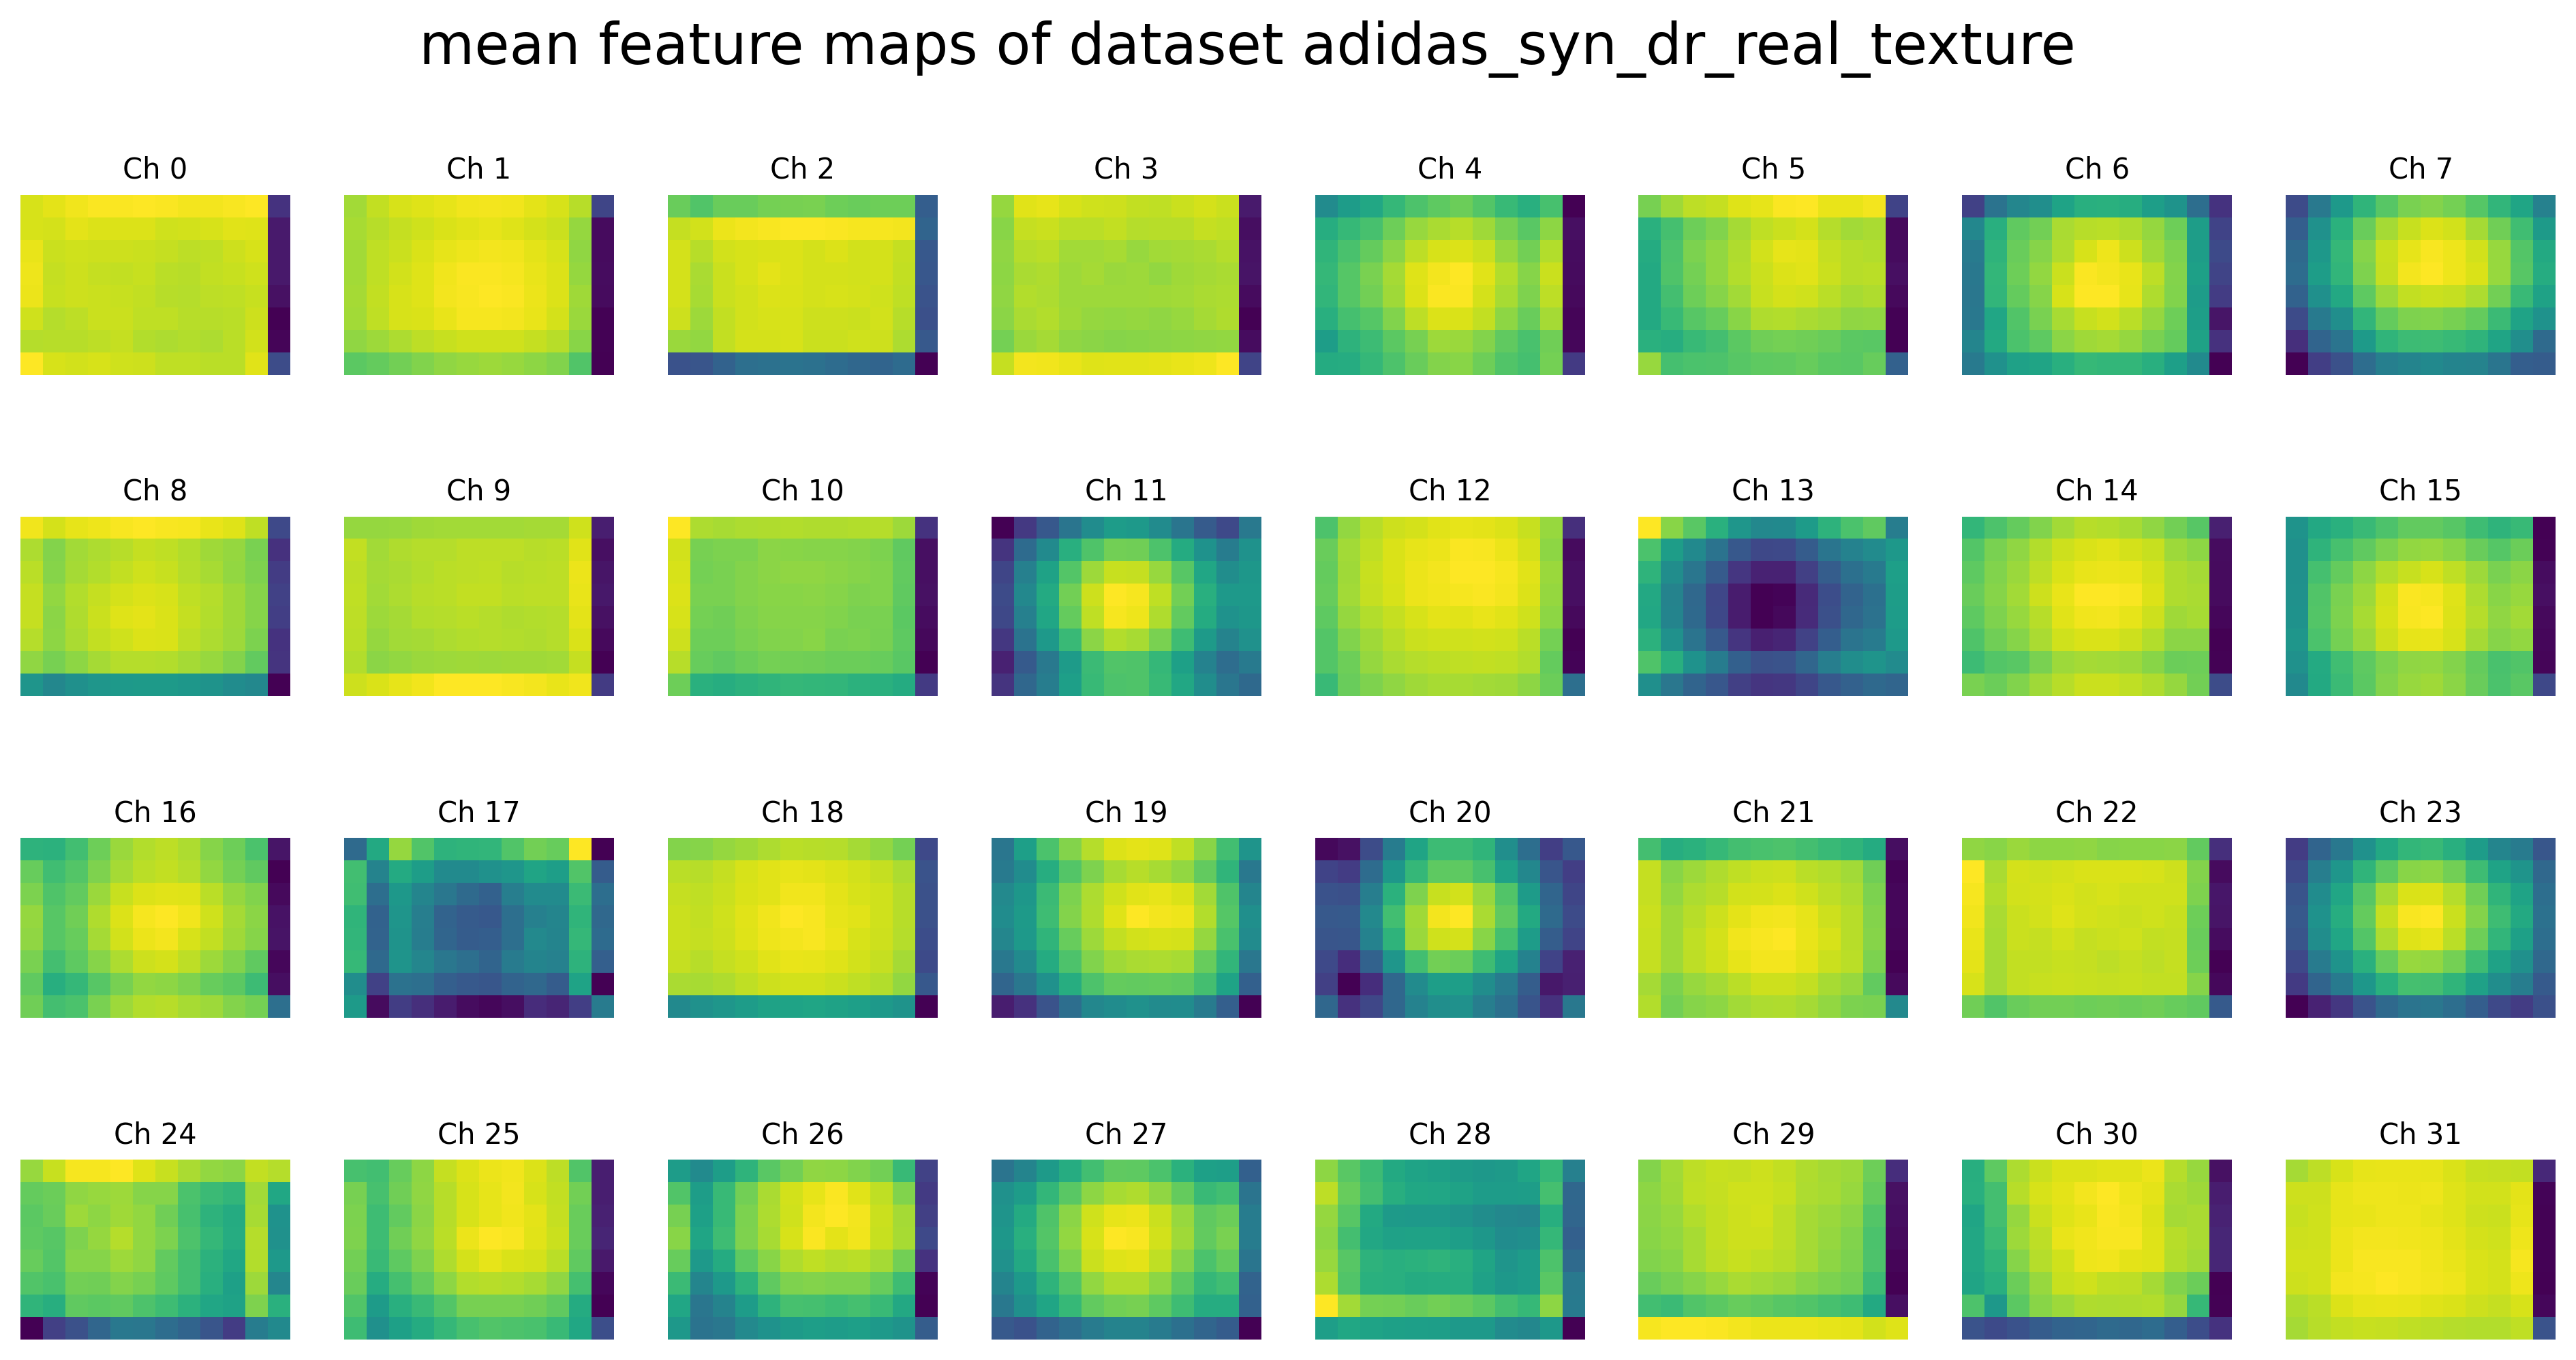 mean feature maps of dataset adidas_syn_dr_real_texture
Ch 0 Ch 1 Ch 2 Ch 3 Ch 4 Ch 5 Ch 6 Ch 7
Ch 8 Ch 9 Ch 10 Ch 11 Ch 12 Ch 13 Ch 14 Ch 15
Ch 16 Ch 17 Ch 18 Ch 19 Ch 20 Ch 21 Ch 22 Ch 23
Ch 24 Ch 25 Ch 26 Ch 27 Ch 28 Ch 29 Ch 30 Ch 31